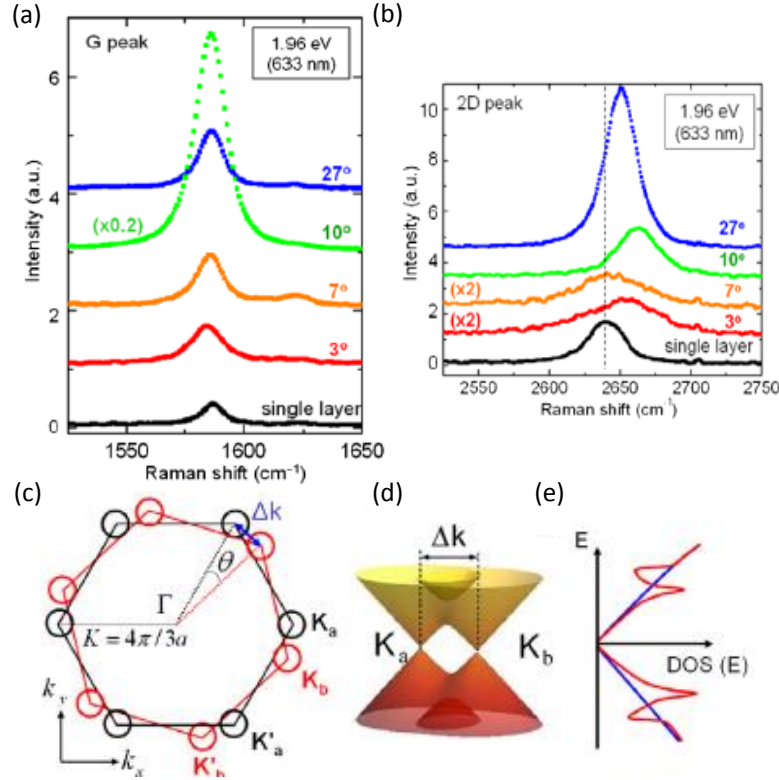 (a)
G peak
1.96 eV
(633 nm)
6
4
2
0
Intensity (a.u.)
27°
(x0.2)
10°
7°
3°
single layer
1550
1600
1650
Raman shift (cm⁻¹)
(b)
2D peak
1.96 eV
(633 nm)
10
8
6
4
2
0
Intensity (a.u.)
27°
10°
(x2)
7°
(x2)
3°
single layer
2550
2600
2650
2700
2750
Raman shift (cm⁻¹)
(c)
Δk
θ
Γ
K = 4π/3a
K_a
K_b
K'_a
K'_b
k_y
k_x
(d)
Δk
K_a
K_b
(e)
E
DOS (E)